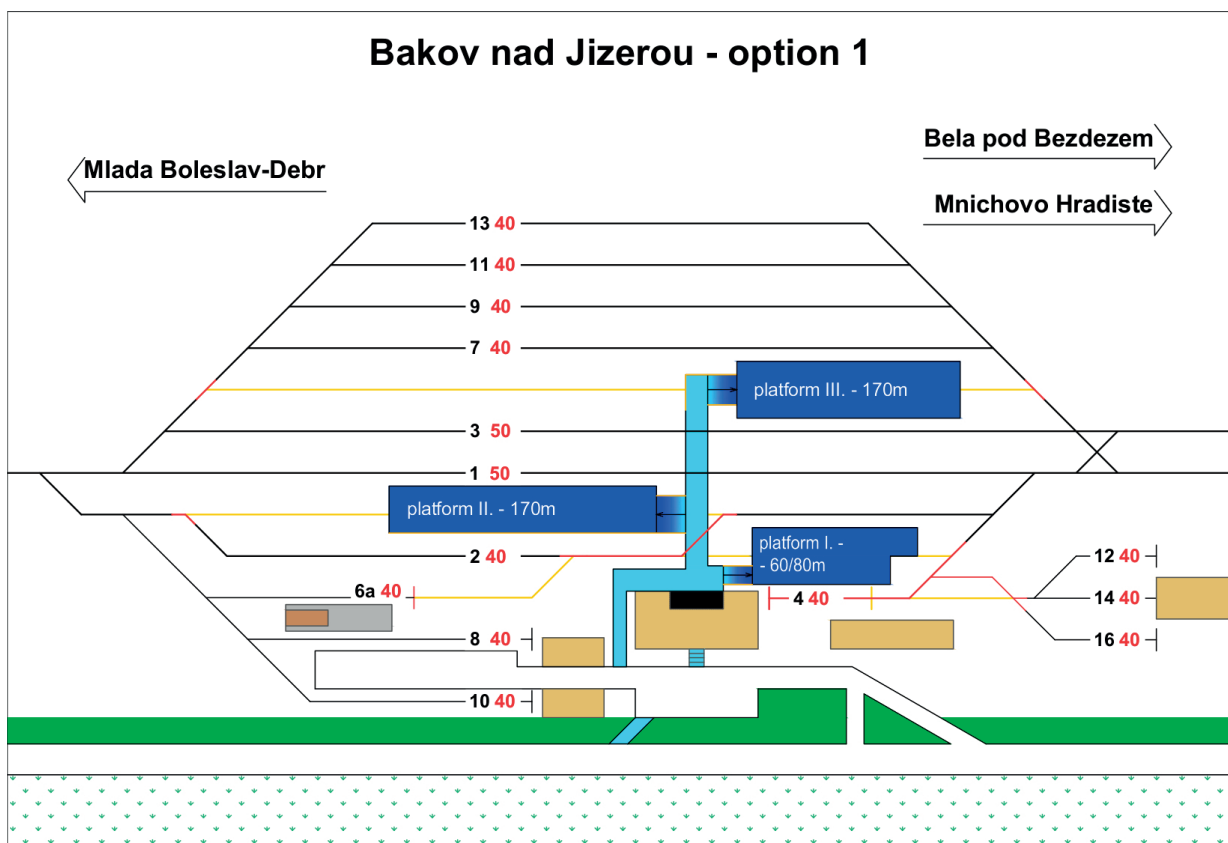 Bakov nad Jizerou - option 1
Bela pod Bezdezem
Mlada Boleslav-Debr
Mnichovo Hradiste
13 40
11 40
9 40
7 40
platform III. - 170m
3 50
1 50
platform II. - 170m
platform I. -
- 60/80m
2 40
12 40
6a 40
4 40
14 40
8 40
16 40
10 40